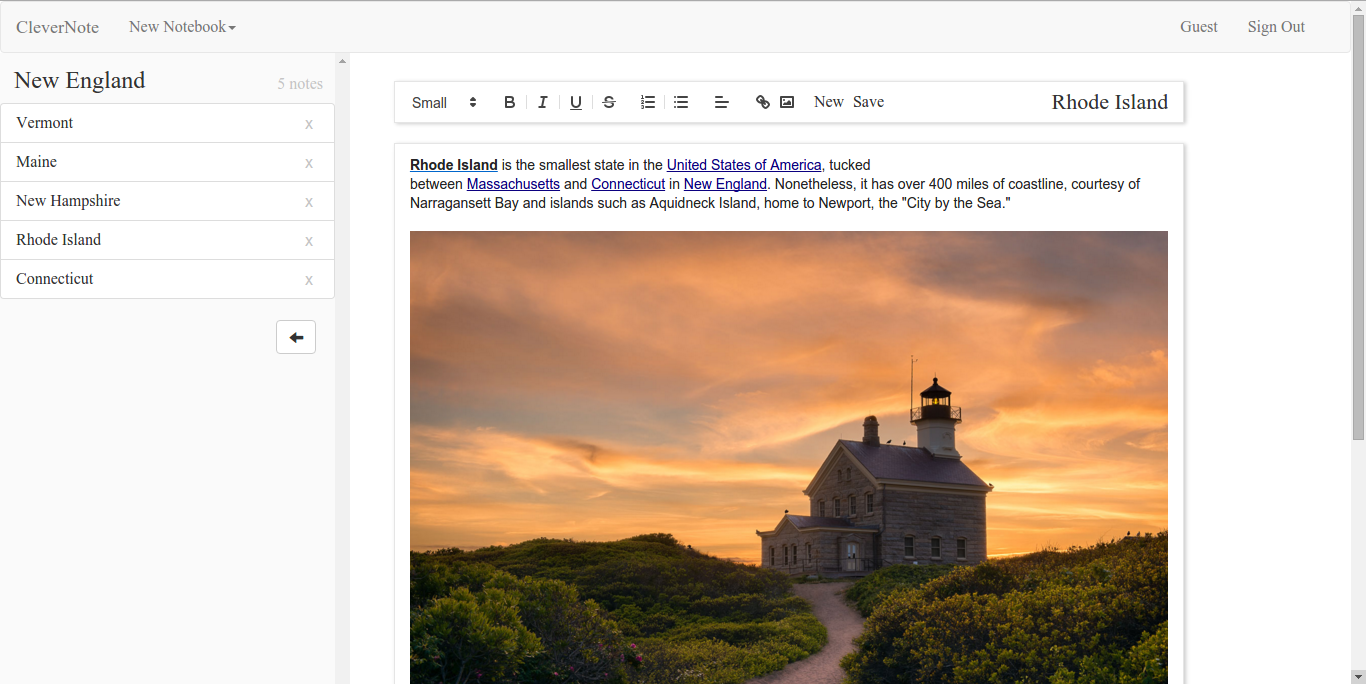 CleverNote New Notebook Guest Sign Out
New England 5 notes
Vermont x
Maine x
New Hampshire x
Rhode Island x
Connecticut x
Small B I U S New Save Rhode Island
Rhode Island is the smallest state in the United States of America, tucked
between Massachusetts and Connecticut in New England. Nonetheless, it has over 400 miles of coastline, courtesy of
Narragansett Bay and islands such as Aquidneck Island, home to Newport, the "City by the Sea."